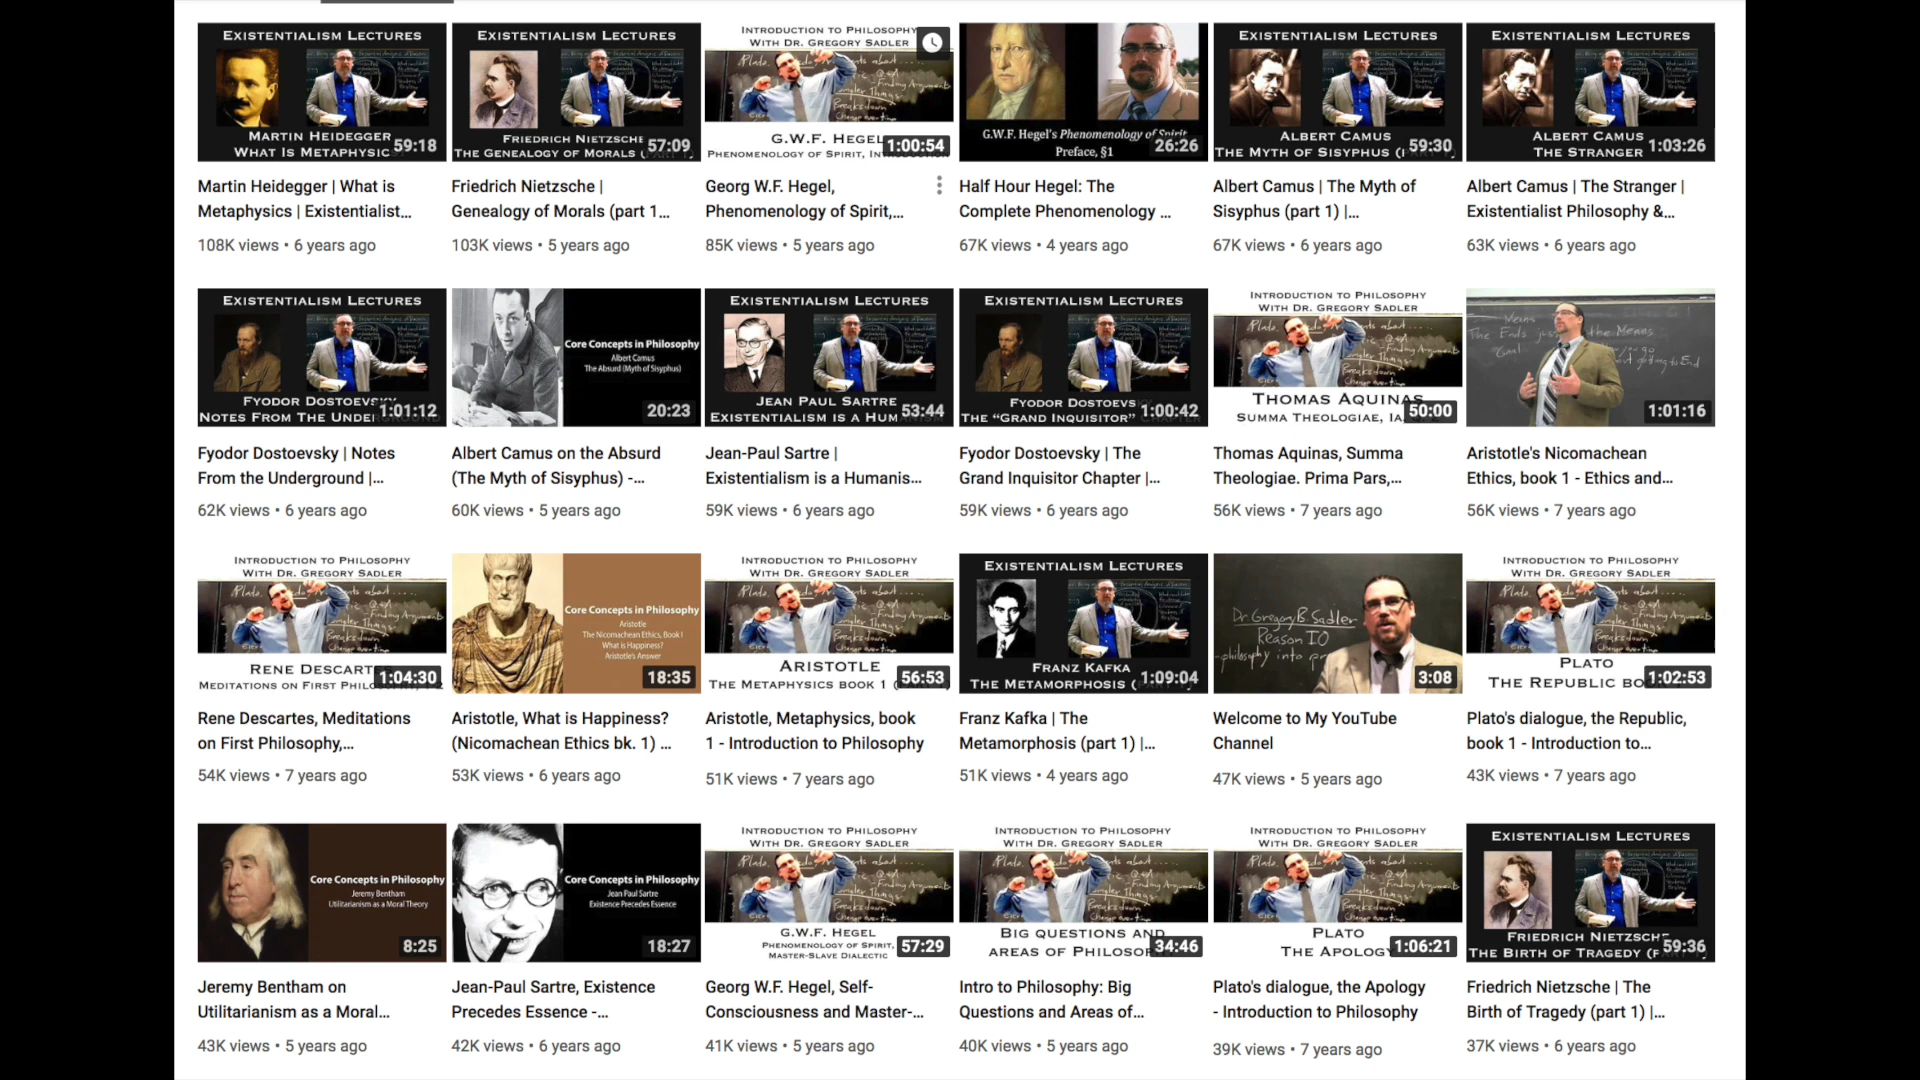 EXISTENTIALISM LECTURES
MARTIN HEIDEGGER
WHAT IS METAPHYSIC
59:18
Martin Heidegger | What is
Metaphysics | Existentialist...
108K views • 6 years ago
EXISTENTIALISM LECTURES
FRIEDRICH NIETZSCHE
THE GENEALOGY OF MORALS (
57:09
Friedrich Nietzsche |
Genealogy of Morals (part 1...
103K views • 5 years ago
INTRODUCTION TO PHILOSOPHY
WITH DR. GREGORY SADLER
G.W.F. HEGEL
PHENOMENOLOGY OF SPIRIT,
1:00:54
Georg W.F. Hegel,
Phenomenology of Spirit,...
85K views • 5 years ago
G.W.F. Hegel's Phenomenology of Spirit
Preface, §1
26:26
Half Hour Hegel: The
Complete Phenomenology ...
67K views • 4 years ago
EXISTENTIALISM LECTURES
ALBERT CAMUS
THE MYTH OF SISYPHUS (
59:30
Albert Camus | The Myth of
Sisyphus (part 1) |...
67K views • 6 years ago
EXISTENTIALISM LECTURES
ALBERT CAMUS
THE STRANGER
1:03:26
Albert Camus | The Stranger |
Existentialist Philosophy &...
63K views • 6 years ago
EXISTENTIALISM LECTURES
FYODOR DOSTOEVSKY
NOTES FROM THE UNDER
1:01:12
Fyodor Dostoevsky | Notes
From the Underground |...
62K views • 6 years ago
Core Concepts in Philosophy
Albert Camus
The Absurd (Myth of Sisyphus)
20:23
Albert Camus on the Absurd
(The Myth of Sisyphus) -...
60K views • 5 years ago
EXISTENTIALISM LECTURES
JEAN PAUL SARTRE
EXISTENTIALISM IS A HUM
53:44
Jean-Paul Sartre |
Existentialism is a Humanis...
59K views • 6 years ago
EXISTENTIALISM LECTURES
FYODOR DOSTOEVS
THE "GRAND INQUISITOR"
1:00:42
Fyodor Dostoevsky | The
Grand Inquisitor Chapter |...
59K views • 6 years ago
INTRODUCTION TO PHILOSOPHY
WITH DR. GREGORY SADLER
THOMAS AQUINAS
SUMMA THEOLOGIAE, IA
50:00
Thomas Aquinas, Summa
Theologiae. Prima Pars,...
56K views • 7 years ago
Means
The Ends just the Means
Goal
1:01:16
Aristotle's Nicomachean
Ethics, book 1 - Ethics and...
56K views • 7 years ago
INTRODUCTION TO PHILOSOPHY
WITH DR. GREGORY SADLER
RENE DESCARTES
MEDITATIONS ON FIRST PHILO
1:04:30
Rene Descartes, Meditations
on First Philosophy,...
54K views • 7 years ago
Core Concepts in Philosophy
Aristotle
The Nicomachean Ethics, Book I
What is Happiness?
Aristotle's Answer
18:35
Aristotle, What is Happiness?
(Nicomachean Ethics bk. 1) ...
53K views • 6 years ago
INTRODUCTION TO PHILOSOPHY
WITH DR. GREGORY SADLER
ARISTOTLE
THE METAPHYSICS BOOK 1 (
56:53
Aristotle, Metaphysics, book
1 - Introduction to Philosophy
51K views • 7 years ago
EXISTENTIALISM LECTURES
FRANZ KAFKA
THE METAMORPHOSIS (
1:09:04
Franz Kafka | The
Metamorphosis (part 1) |...
51K views • 4 years ago
Dr Gregory B Sadler
Reason IO
philosophy into pr
3:08
Welcome to My YouTube
Channel
47K views • 5 years ago
INTRODUCTION TO PHILOSOPHY
WITH DR. GREGORY SADLER
PLATO
THE REPUBLIC BO
1:02:53
Plato's dialogue, the Republic,
book 1 - Introduction to...
43K views • 7 years ago
Core Concepts in Philosophy
Jeremy Bentham
Utilitarianism as a Moral Theory
8:25
Jeremy Bentham on
Utilitarianism as a Moral...
43K views • 5 years ago
Core Concepts in Philosophy
Jean Paul Sartre
Existence Precedes Essence
18:27
Jean-Paul Sartre, Existence
Precedes Essence -...
42K views • 6 years ago
INTRODUCTION TO PHILOSOPHY
WITH DR. GREGORY SADLER
G.W.F. HEGEL
PHENOMENOLOGY OF SPIRIT,
MASTER-SLAVE DIALECTIC
57:29
Georg W.F. Hegel, Self-
Consciousness and Master-...
41K views • 5 years ago
INTRODUCTION TO PHILOSOPHY
WITH DR. GREGORY SADLER
BIG QUESTIONS AND
AREAS OF PHILOSOP
34:46
Intro to Philosophy: Big
Questions and Areas of...
40K views • 5 years ago
INTRODUCTION TO PHILOSOPHY
WITH DR. GREGORY SADLER
PLATO
THE APOLOGY
1:06:21
Plato's dialogue, the Apology
- Introduction to Philosophy
39K views • 7 years ago
EXISTENTIALISM LECTURES
FRIEDRICH NIETZSCHE
THE BIRTH OF TRAGEDY (
59:36
Friedrich Nietzsche | The
Birth of Tragedy (part 1) |...
37K views • 6 years ago